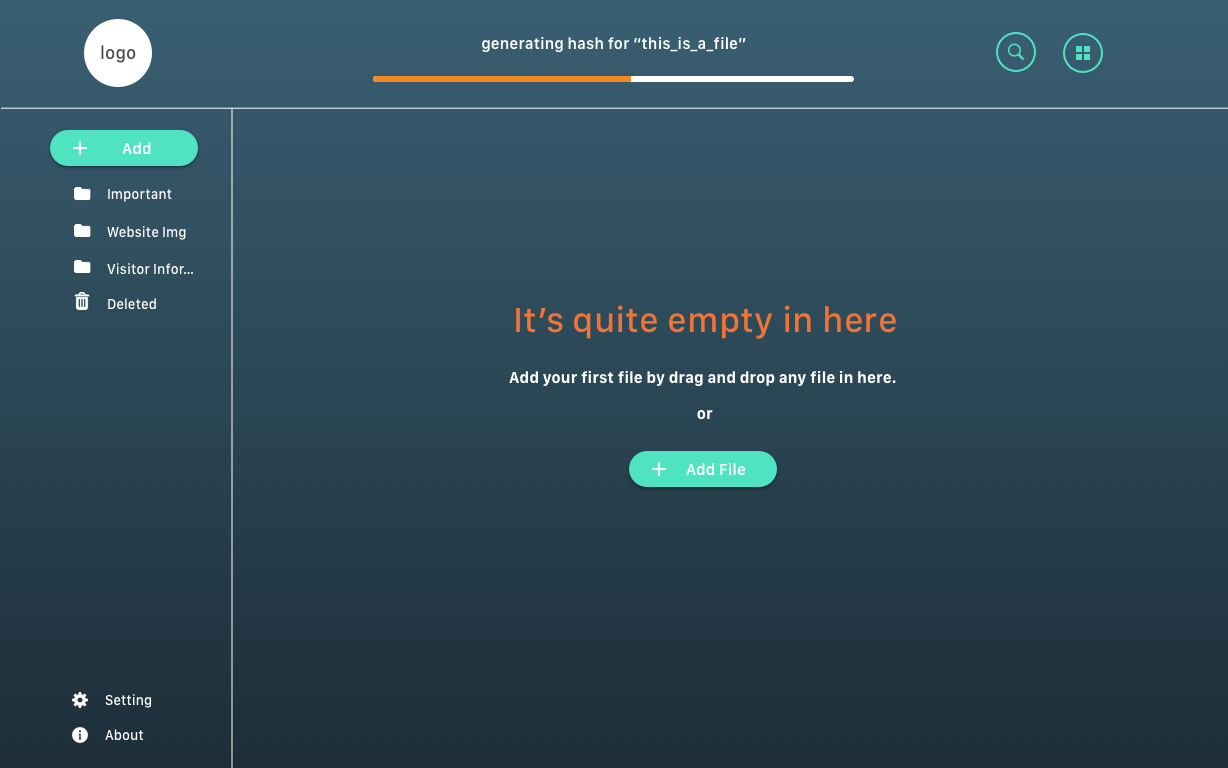 logo
generating hash for “this_is_a_file”
Add
Important
Website Img
Visitor Infor...
Deleted
It’s quite empty in here
Add your first file by drag and drop any file in here.
or
Add File
Setting
About